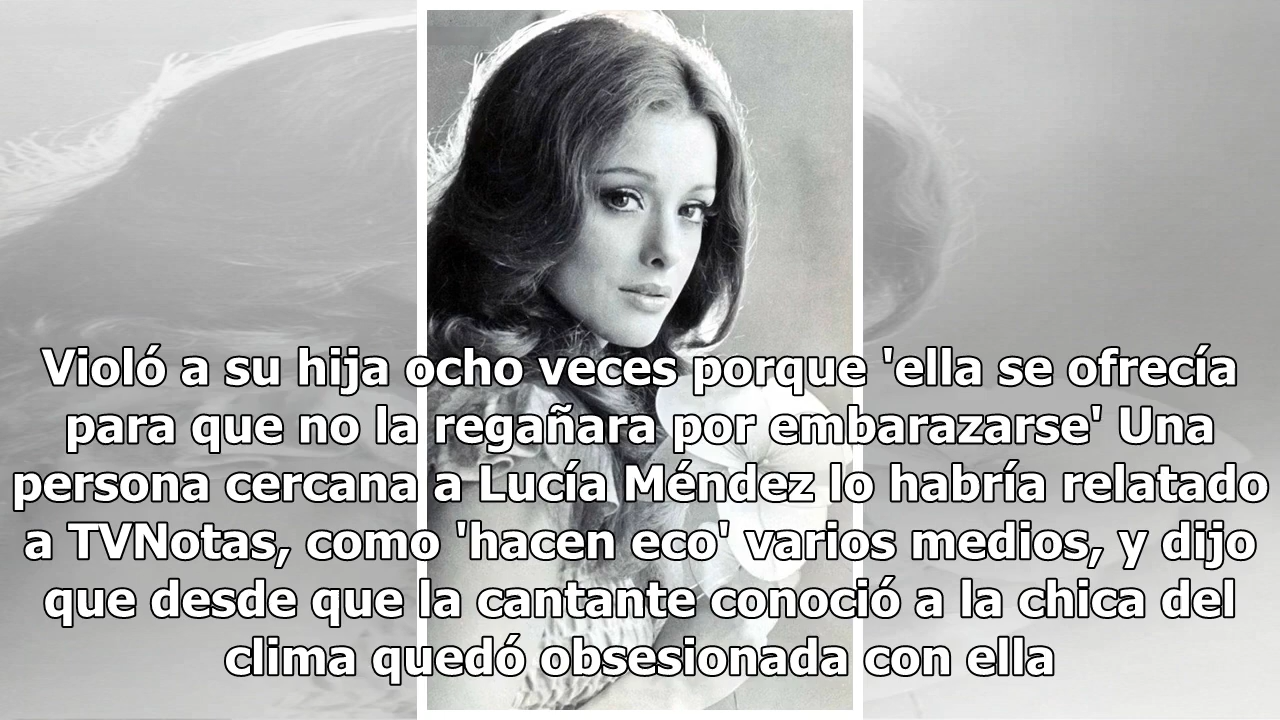 Violó a su hija ocho veces porque 'ella se ofrecía
para que no la regañara por embarazarse' Una
persona cercana a Lucía Méndez lo habría relatado
a TVNotas, como 'hacen eco' varios medios, y dijo
que desde que la cantante conoció a la chica del
clima quedó obsesionada con ella